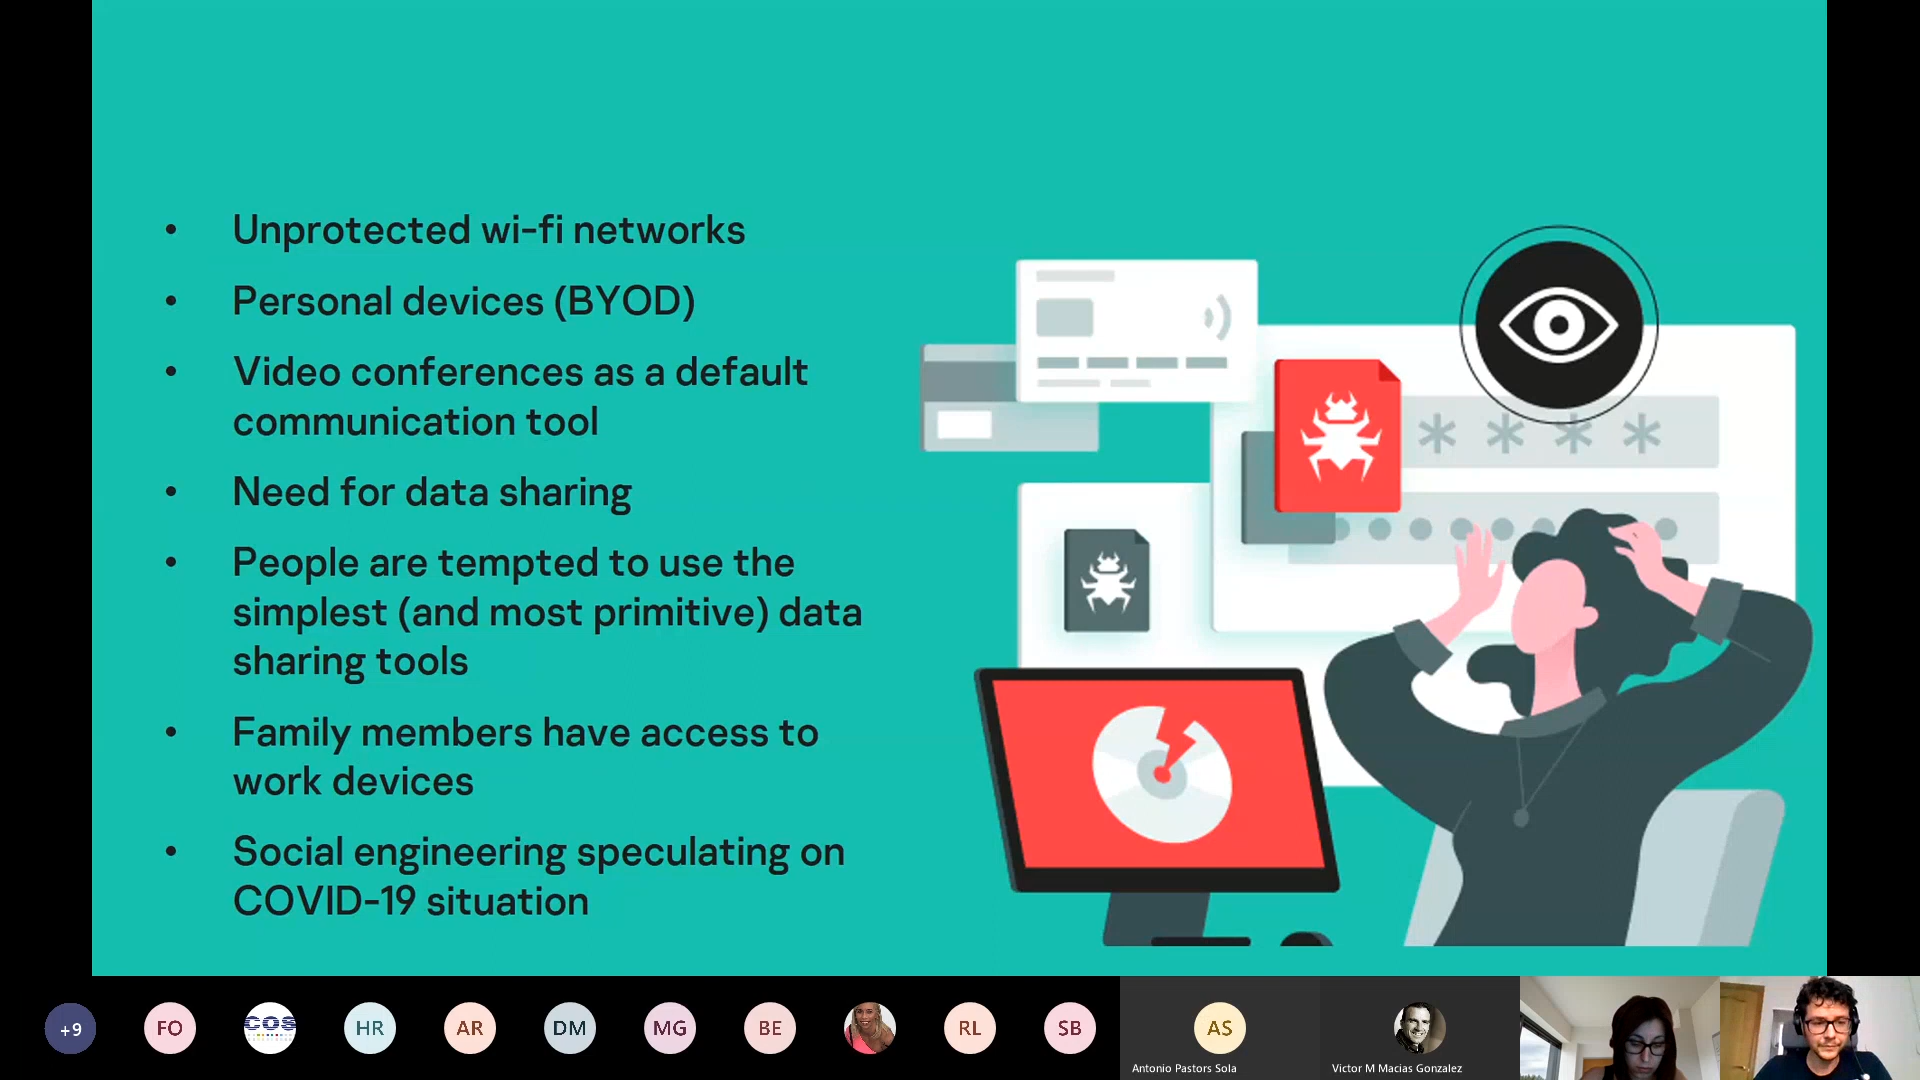 • Unprotected wi-fi networks
• Personal devices (BYOD)
• Video conferences as a default
communication tool
• Need for data sharing
• People are tempted to use the
simplest (and most primitive) data
sharing tools
• Family members have access to
work devices
• Social engineering speculating on
COVID-19 situation
* * * *
+9
FO
COS
HR
AR
DM
MG
BE
RL
SB
AS
Antonio Pastors Sola
Victor M Macias Gonzalez